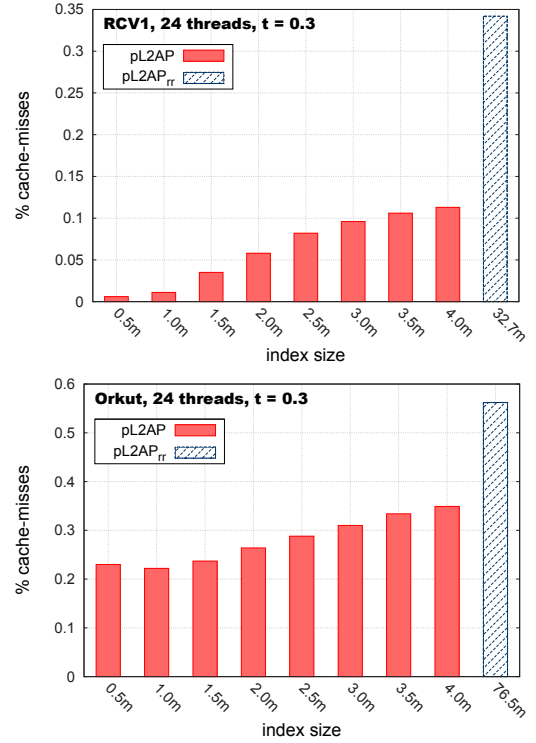 RCV1, 24 threads, t = 0.3
pL2AP
pL2APrr
0.35
0.3
0.25
0.2
0.15
0.1
0.05
0
% cache-misses
0.5m 1.0m 1.5m 2.0m 2.5m 3.0m 3.5m 4.0m 32.7m
index size
Orkut, 24 threads, t = 0.3
pL2AP
pL2APrr
0.6
0.5
0.4
0.3
0.2
0.1
0
% cache-misses
0.5m 1.0m 1.5m 2.0m 2.5m 3.0m 3.5m 4.0m 76.5m
index size